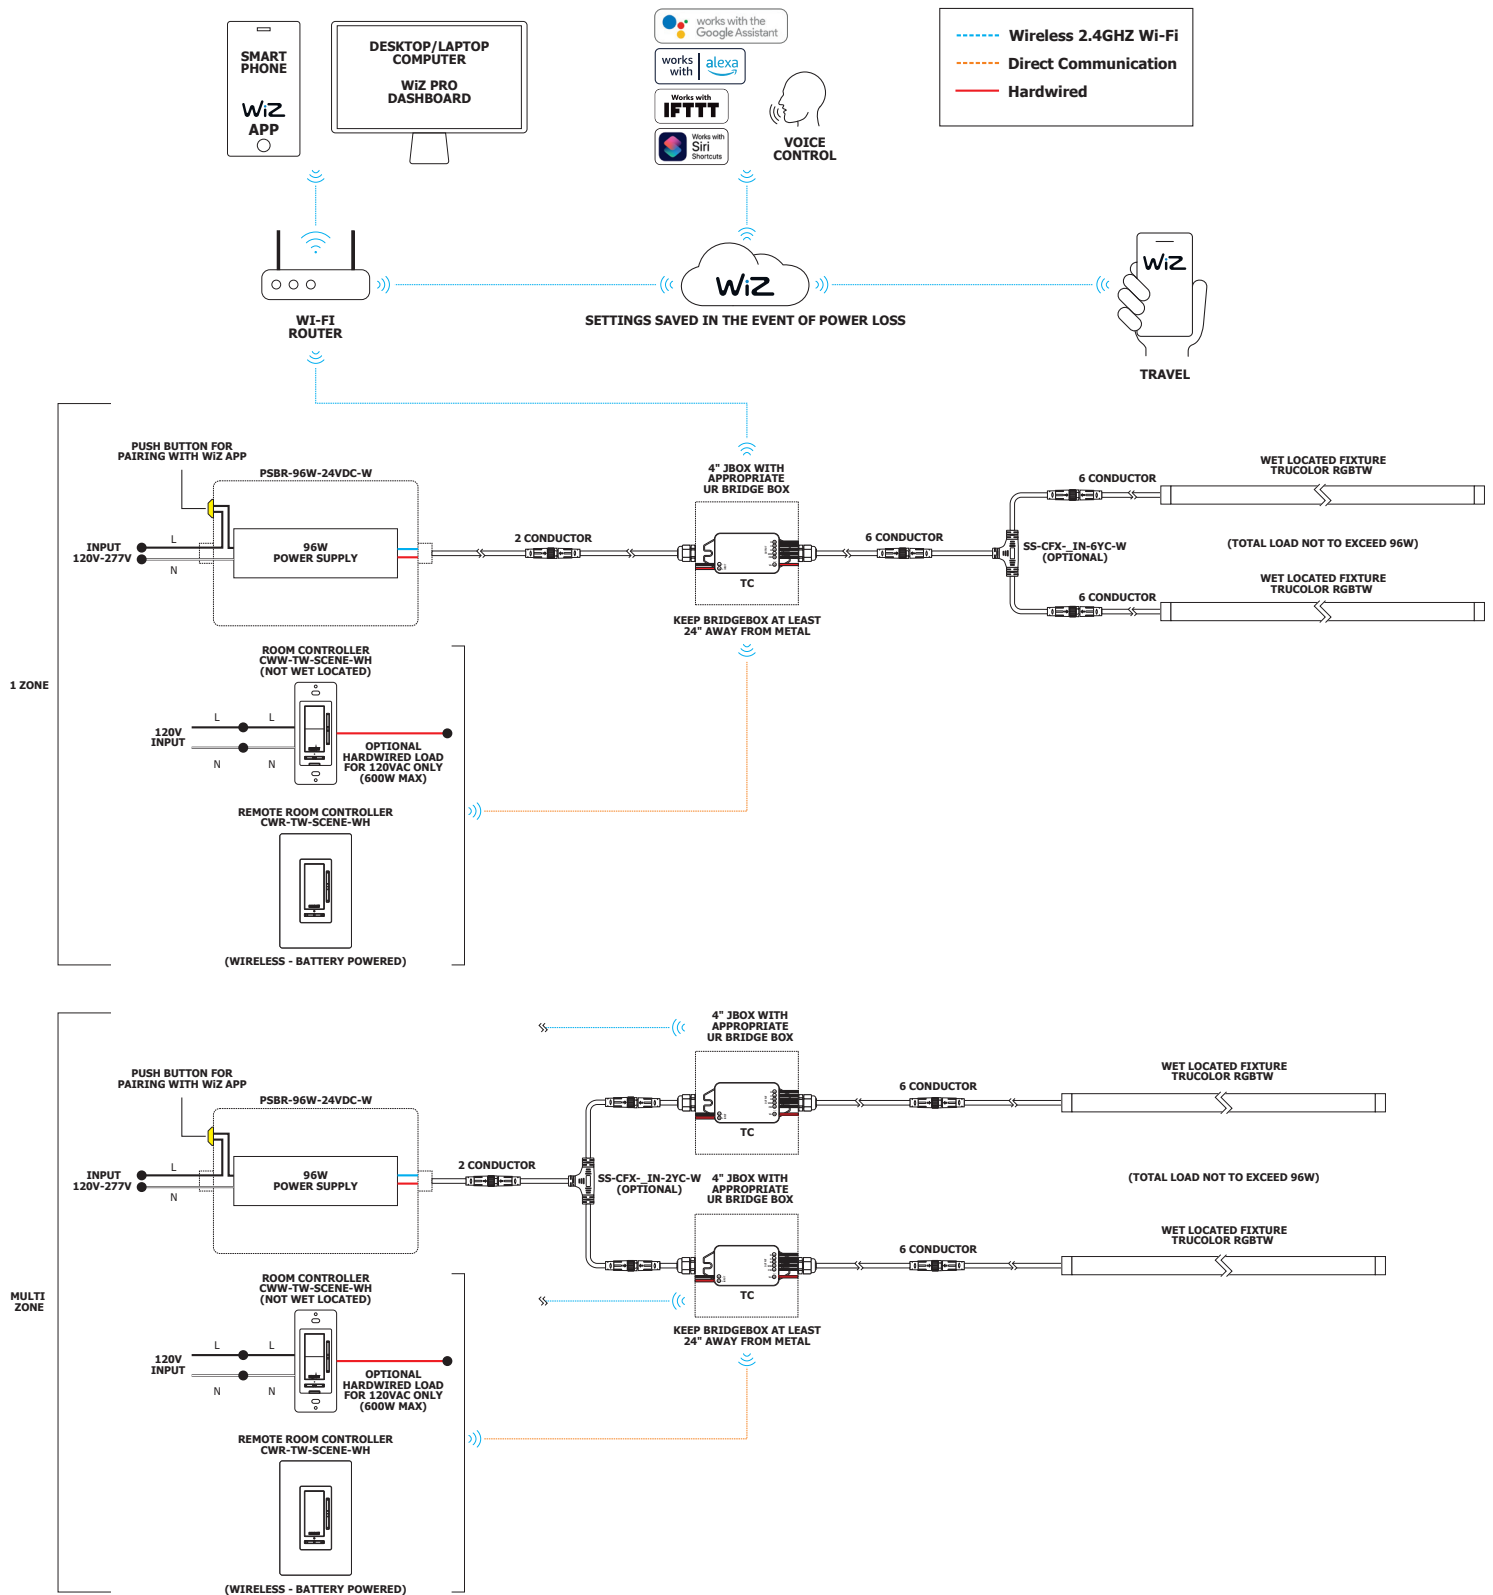 SMART
PHONE
WiZ
APP
DESKTOP/LAPTOP
COMPUTER
WiZ PRO
DASHBOARD
works with the
Google Assistant
works
with
alexa
Works with
IFTTT
Works with
Siri
Shortcuts
VOICE
CONTROL
Wireless 2.4GHZ Wi-Fi
Direct Communication
Hardwired
WI-FI
ROUTER
WiZ
SETTINGS SAVED IN THE EVENT OF POWER LOSS
WiZ
TRAVEL
1 ZONE
PUSH BUTTON FOR
PAIRING WITH WiZ APP
PSBR-96W-24VDC-W
INPUT
120V-277V
L
N
96W
POWER SUPPLY
2 CONDUCTOR
4" JBOX WITH
APPROPRIATE
UR BRIDGE BOX
TC
KEEP BRIDGEBOX AT LEAST
24" AWAY FROM METAL
6 CONDUCTOR
6 CONDUCTOR
SS-CFX-_IN-6YC-W
(OPTIONAL)
6 CONDUCTOR
WET LOCATED FIXTURE
TRUCOLOR RGBTW
(TOTAL LOAD NOT TO EXCEED 96W)
WET LOCATED FIXTURE
TRUCOLOR RGBTW
ROOM CONTROLLER
CWW-TW-SCENE-WH
(NOT WET LOCATED)
120V
INPUT
L
L
N
N
OPTIONAL
HARDWIRED LOAD
FOR 120VAC ONLY
(600W MAX)
REMOTE ROOM CONTROLLER
CWR-TW-SCENE-WH
(WIRELESS - BATTERY POWERED)
MULTI
ZONE
PUSH BUTTON FOR
PAIRING WITH WiZ APP
PSBR-96W-24VDC-W
INPUT
120V-277V
L
N
96W
POWER SUPPLY
2 CONDUCTOR
SS-CFX-_IN-2YC-W
(OPTIONAL)
4" JBOX WITH
APPROPRIATE
UR BRIDGE BOX
TC
6 CONDUCTOR
WET LOCATED FIXTURE
TRUCOLOR RGBTW
(TOTAL LOAD NOT TO EXCEED 96W)
4" JBOX WITH
APPROPRIATE
UR BRIDGE BOX
TC
6 CONDUCTOR
WET LOCATED FIXTURE
TRUCOLOR RGBTW
KEEP BRIDGEBOX AT LEAST
24" AWAY FROM METAL
ROOM CONTROLLER
CWW-TW-SCENE-WH
(NOT WET LOCATED)
120V
INPUT
L
L
N
N
OPTIONAL
HARDWIRED LOAD
FOR 120VAC ONLY
(600W MAX)
REMOTE ROOM CONTROLLER
CWR-TW-SCENE-WH
(WIRELESS - BATTERY POWERED)